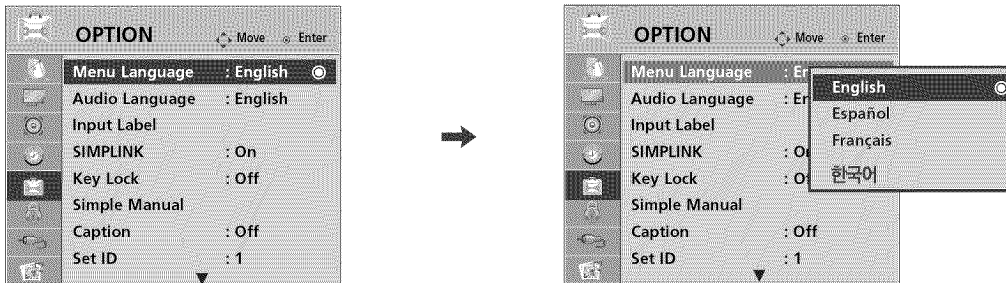 OPTION
Move Enter
Menu Language : English
Audio Language : English
Input Label
SIMPLINK : On
Key Lock : Off
Simple Manual
Caption : Off
Set ID : 1
OPTION
Move Enter
Menu Language : En
Audio Language : En
Input Label
SIMPLINK : O
Key Lock : O
Simple Manual
Caption : Off
Set ID : 1
English
Español
Français
한국어